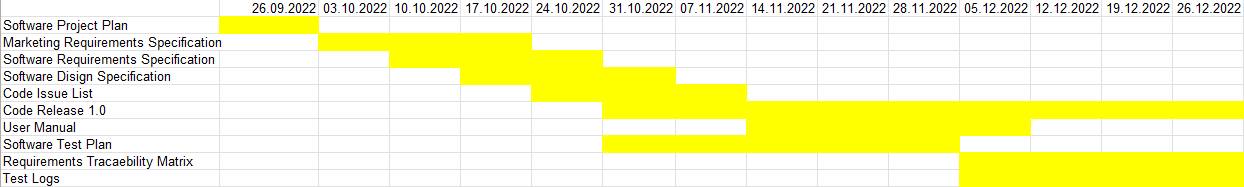 26.09.2022 03.10.2022 10.10.2022 17.10.2022 24.10.2022 31.10.2022 07.11.2022 14.11.2022 21.11.2022 28.11.2022 05.12.2022 12.12.2022 19.12.2022 26.12.2022
Software Project Plan
Marketing Requirements Specification
Software Requirements Specification
Software Disign Specification
Code Issue List
Code Release 1.0
User Manual
Software Test Plan
Requirements Tracaebility Matrix
Test Logs